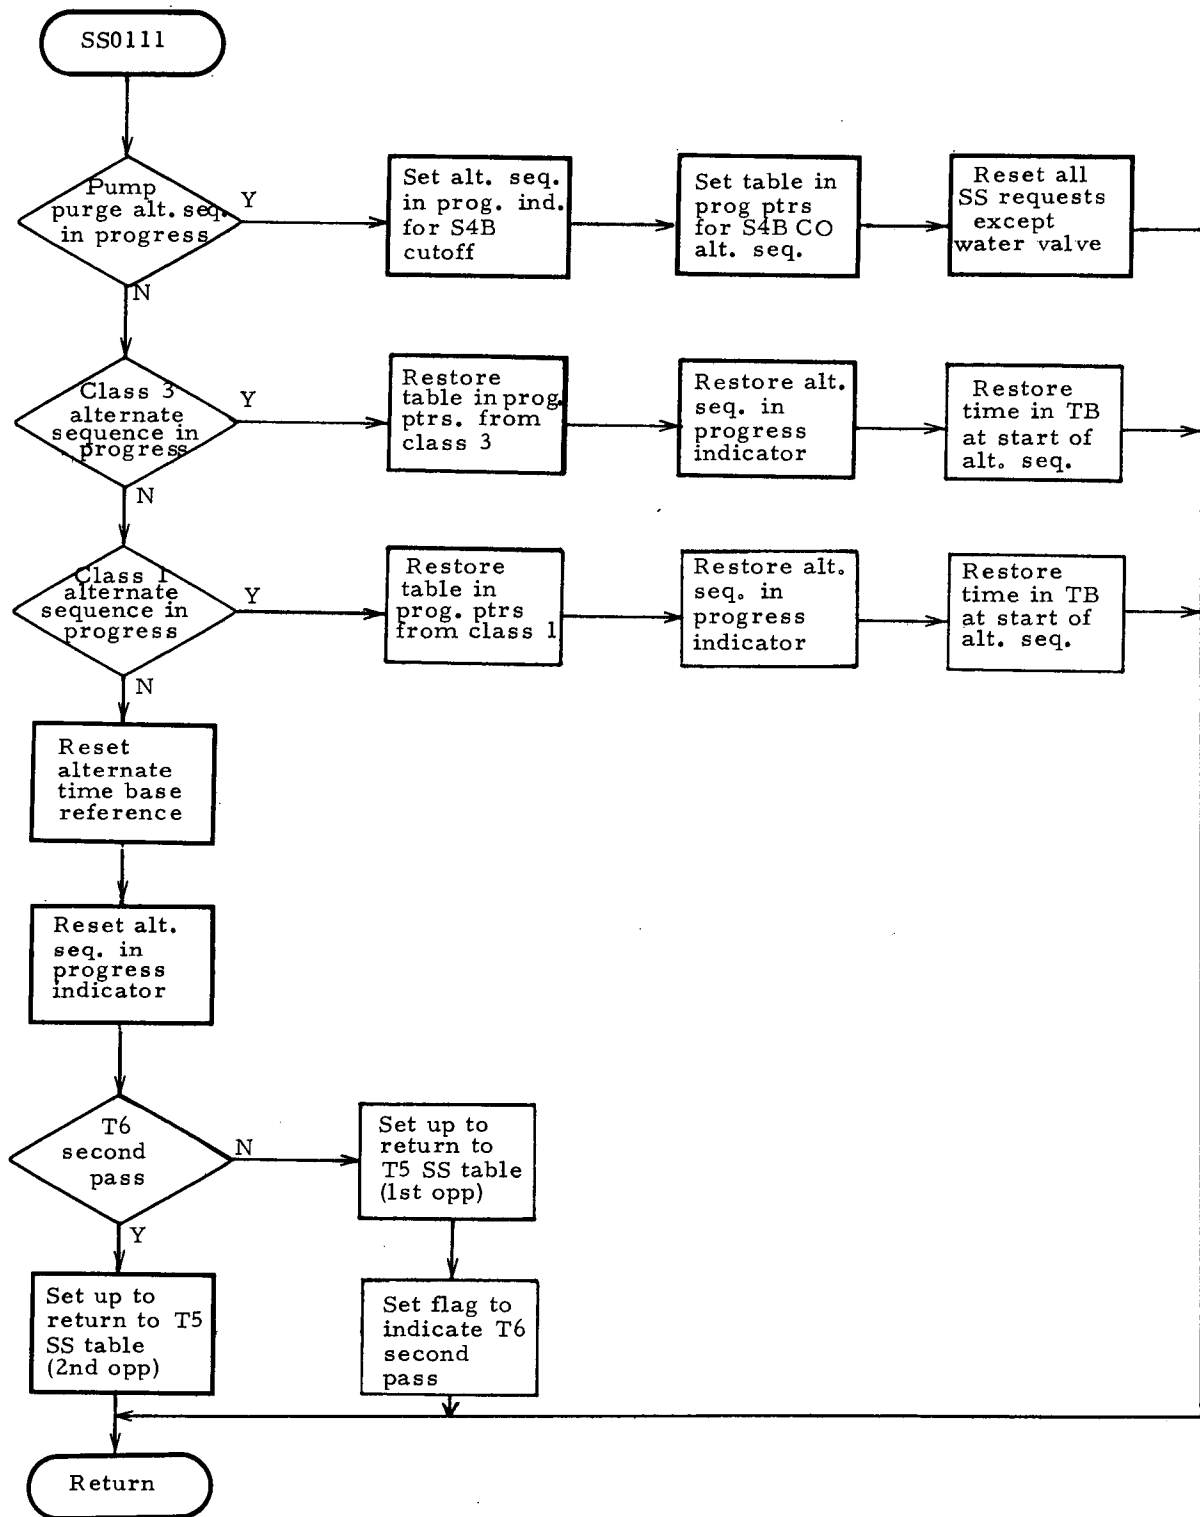 SS0111
Pump
purge alt. seq.
in progress
Y
Set alt. seq.
in prog. ind.
for S4B
cutoff
Set table in
prog ptrs
for S4B CO
alt. seq.
Reset all
SS requests
except
water valve
N
Class 3
alternate
sequence in
progress
Y
Restore
table in prog.
ptrs. from
class 3
Restore alt.
seq. in
progress
indicator
Restore
time in TB
at start of
alt. seq.
N
Class 1
alternate
sequence in
progress
Y
Restore
table in
prog. ptrs
from class 1
Restore alt.
seq. in
progress
indicator
Restore
time in TB
at start of
alt. seq.
N
Reset
alternate
time base
reference
Reset alt.
seq. in
progress
indicator
T6
second
pass
N
Set up to
return to
T5 SS table
(1st opp)
Y
Set up to
return to T5
SS table
(2nd opp)
Set flag to
indicate T6
second
pass
Return